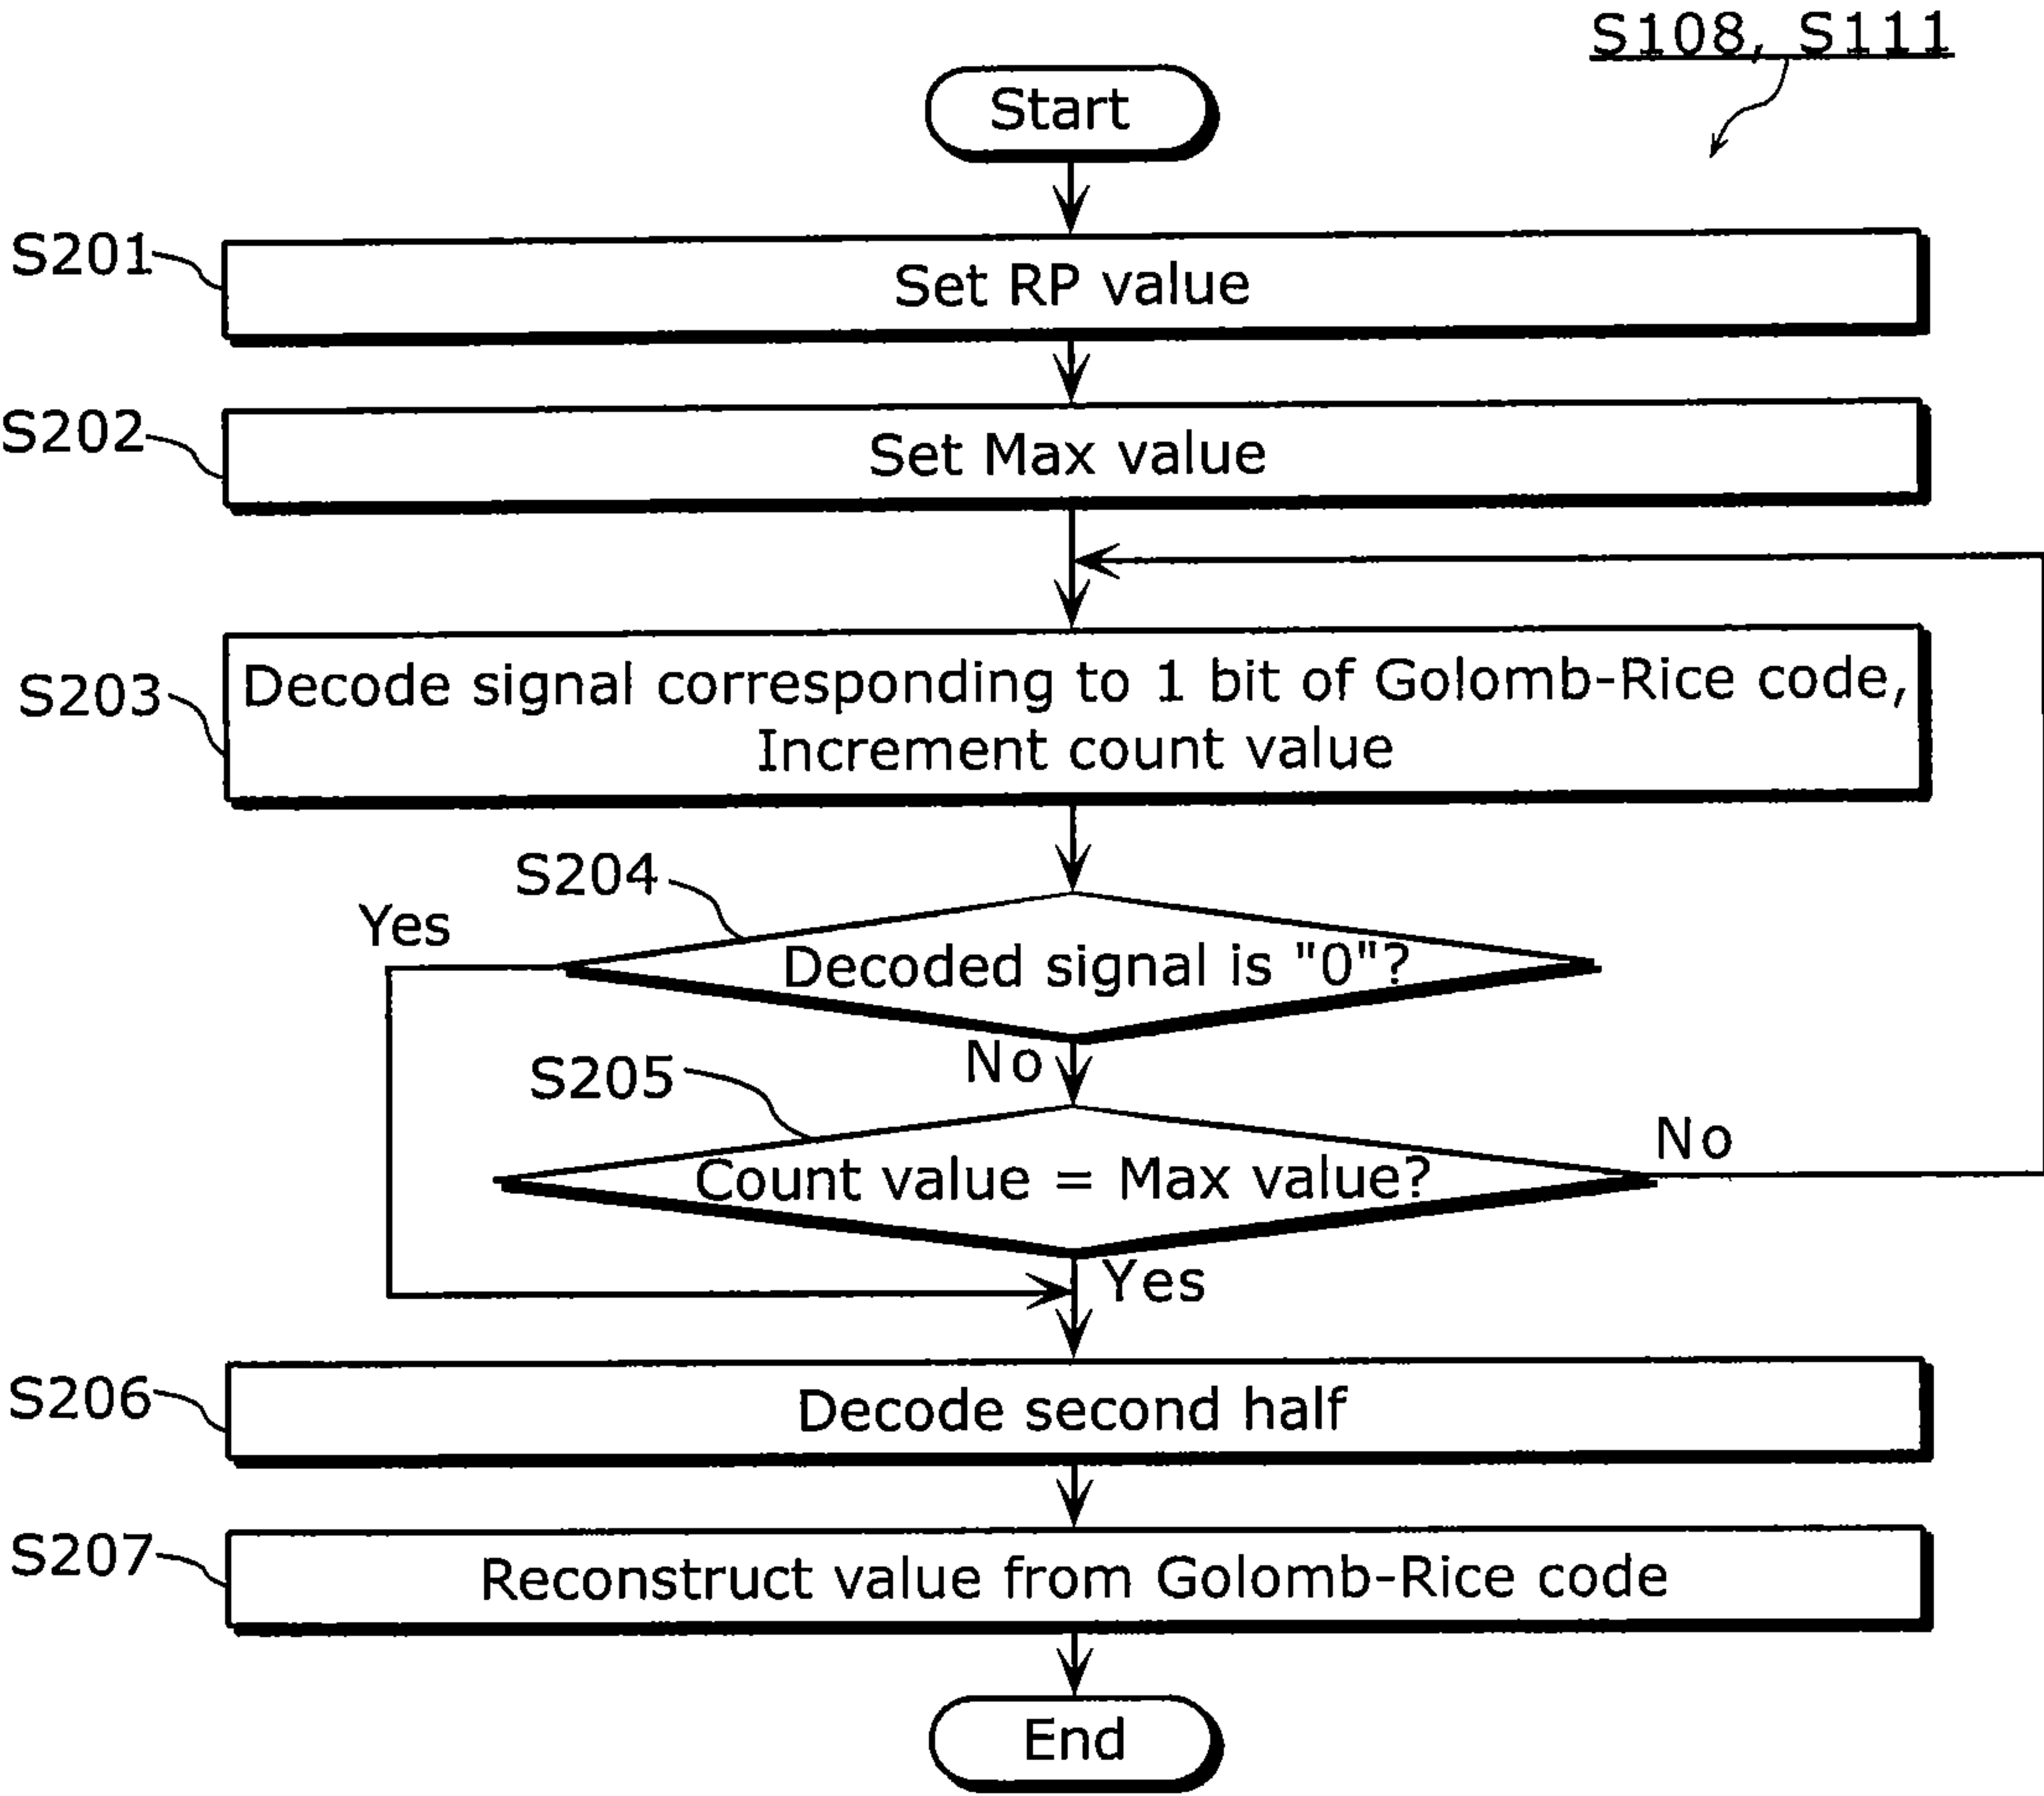 S108, S111
Start
S201
Set RP value
S202
Set Max value
S203
Decode signal corresponding to 1 bit of Golomb-Rice code,
Increment count value
S204
Yes
Decoded signal is "0"?
No
S205
No
Count value = Max value?
Yes
S206
Decode second half
S207
Reconstruct value from Golomb-Rice code
End